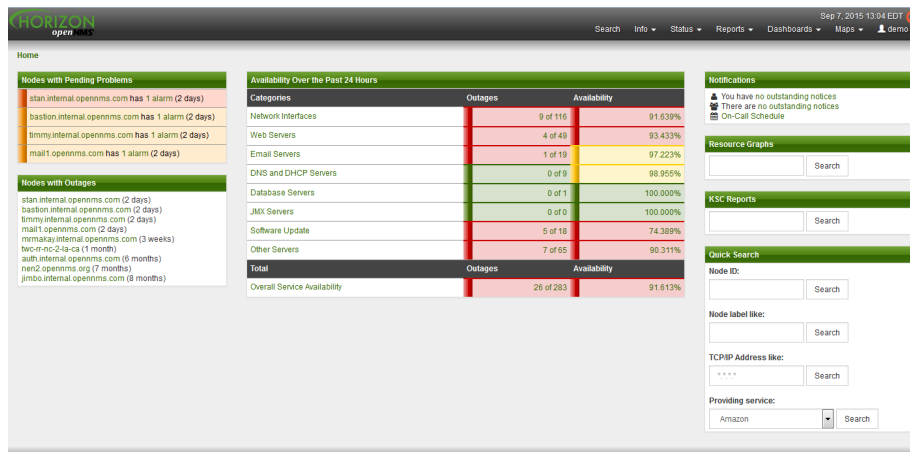 HORIZON
openNMS
Sep 7, 2015 13:04 EDT
Search Info Status Reports Dashboards Maps demo
Home
Nodes with Pending Problems
stan.internal.opennms.com has 1 alarm (2 days)
bastion.internal.opennms.com has 1 alarm (2 days)
timmy.internal.opennms.com has 1 alarm (2 days)
mail1.opennms.com has 1 alarm (2 days)
Nodes with Outages
stan.internal.opennms.com (2 days)
bastion.internal.opennms.com (2 days)
timmy.internal.opennms.com (2 days)
mail1.opennms.com (2 days)
mrmakay.internal.opennms.com (3 weeks)
wc-rr-nc-2-la-ca (1 month)
auth.internal.opennms.com (6 months)
nen2.opennms.org (7 months)
jimbo.internal.opennms.com (8 months)
Availability Over the Past 24 Hours
Categories Outages Availability
Network Interfaces 9 of 116 91.639%
Web Servers 4 of 49 93.433%
Email Servers 1 of 19 97.223%
DNS and DHCP Servers 0 of 9 98.955%
Database Servers 0 of 1 100.000%
JMX Servers 0 of 0 100.000%
Software Update 5 of 18 74.389%
Other Servers 7 of 65 90.311%
Total Outages Availability
Overall Service Availability 26 of 283 91.613%
Notifications
You have no outstanding notices
There are no outstanding notices
On-Call Schedule
Resource Graphs
Search
KSC Reports
Search
Quick Search
Node ID:
Search
Node label like:
Search
TCP/IP Address like:
*.*.*.* Search
Providing service:
Amazon Search